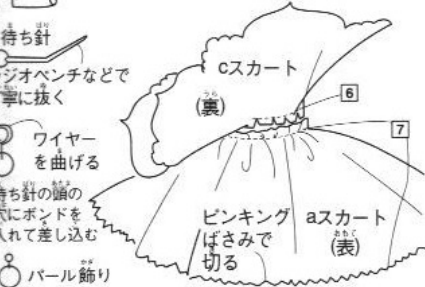 待ち針
ジオペンチなどで
寧に抜く
ワイヤー
を曲げる
待ち針の頭の
穴にボンドを
入れて差し込む
パール飾り
cスカート
(裏)
6
7
ピンキング
ばさみで
切る
aスカート
(表)